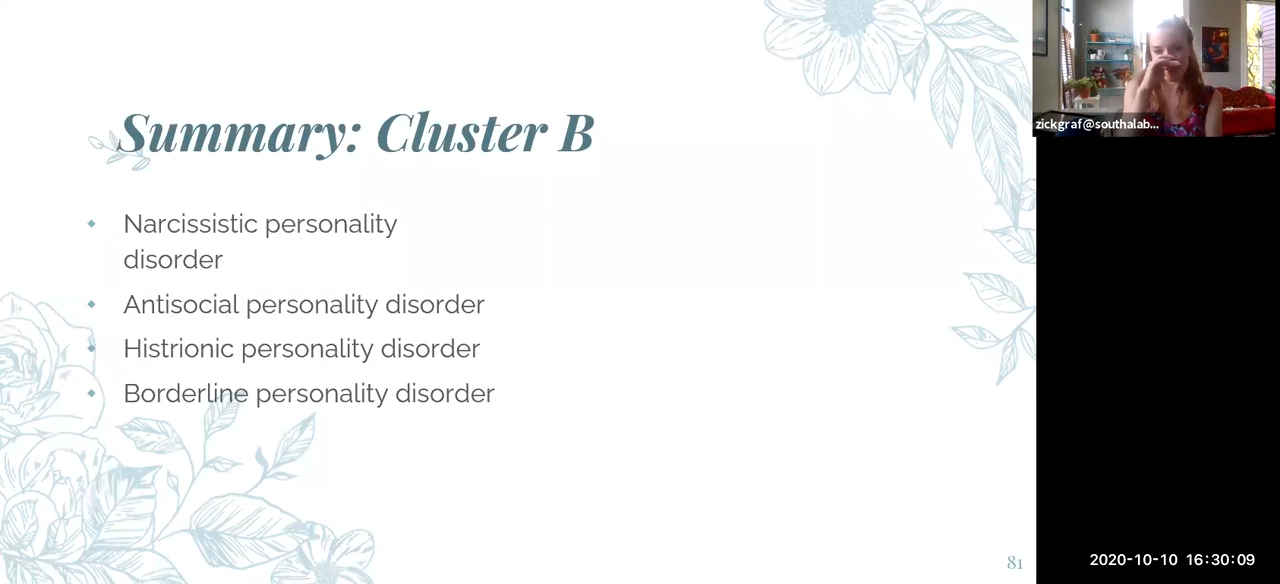 Summary: Cluster B
Narcissistic personality
disorder
Antisocial personality disorder
Histrionic personality disorder
Borderline personality disorder
81
zickgraf@southalab...
2020-10-10 16:30:09